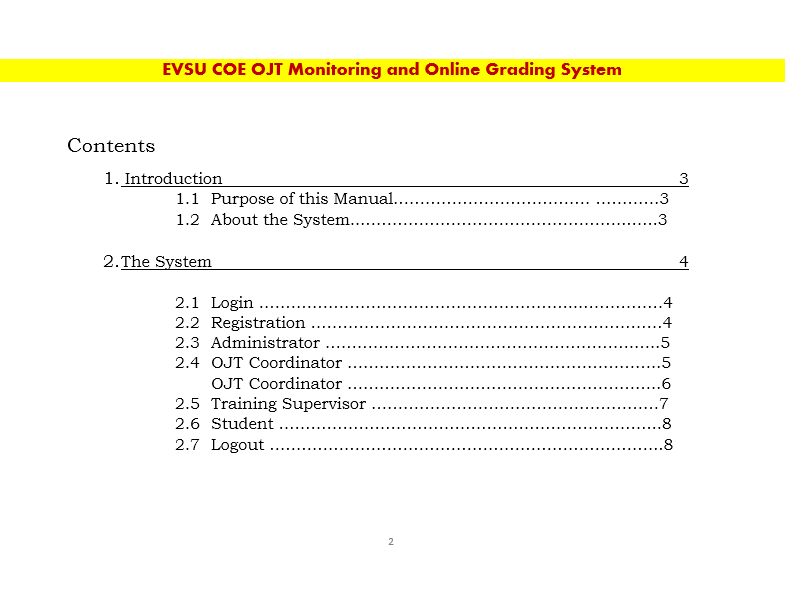 EVSU COE OJT Monitoring and Online Grading System
Contents
1. Introduction 3
1.1 Purpose of this Manual..................................... ............3
1.2 About the System..........................................................3
2.The System 4
2.1 Login ............................................................................4
2.2 Registration ..................................................................4
2.3 Administrator ...............................................................5
2.4 OJT Coordinator ...........................................................5
OJT Coordinator ...........................................................6
2.5 Training Supervisor ......................................................7
2.6 Student ........................................................................8
2.7 Logout ..........................................................................8
2